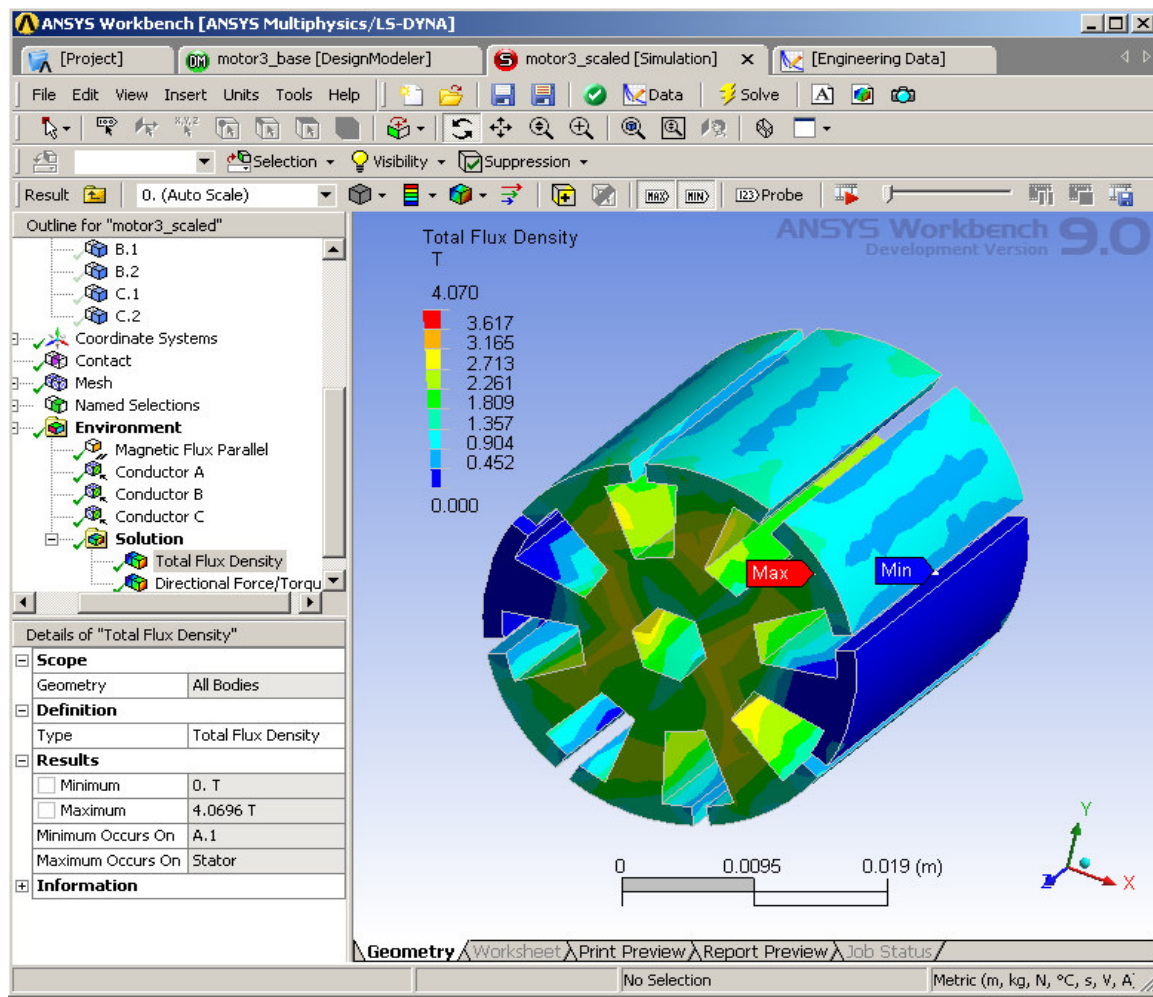 ANSYS Workbench [ANSYS Multiphysics/LS-DYNA]
[Project] DM motor3_base [DesignModeler] S motor3_scaled [Simulation] [Engineering Data]
File Edit View Insert Units Tools Help Data Solve A
Selection Visibility Suppression
Result 0. (Auto Scale) MAX MIN 123 Probe
Outline for "motor3_scaled"
B.1
B.2
C.1
C.2
Coordinate Systems
Contact
Mesh
Named Selections
Environment
Magnetic Flux Parallel
Conductor A
Conductor B
Conductor C
Solution
Total Flux Density
Directional Force/Torqu
Details of "Total Flux Density"
Scope
Geometry All Bodies
Definition
Type Total Flux Density
Results
Minimum 0. T
Maximum 4.0696 T
Minimum Occurs On A.1
Maximum Occurs On Stator
Information
Total Flux Density
T
4.070
3.617
3.165
2.713
2.261
1.809
1.357
0.904
0.452
0.000
ANSYS Workbench 9.0
Development Version
Max
Min
0 0.0095 0.019 (m)
Y
Z
X
Geometry Worksheet Print Preview Report Preview Job Status
No Selection
Metric (m, kg, N, °C, s, V, A)